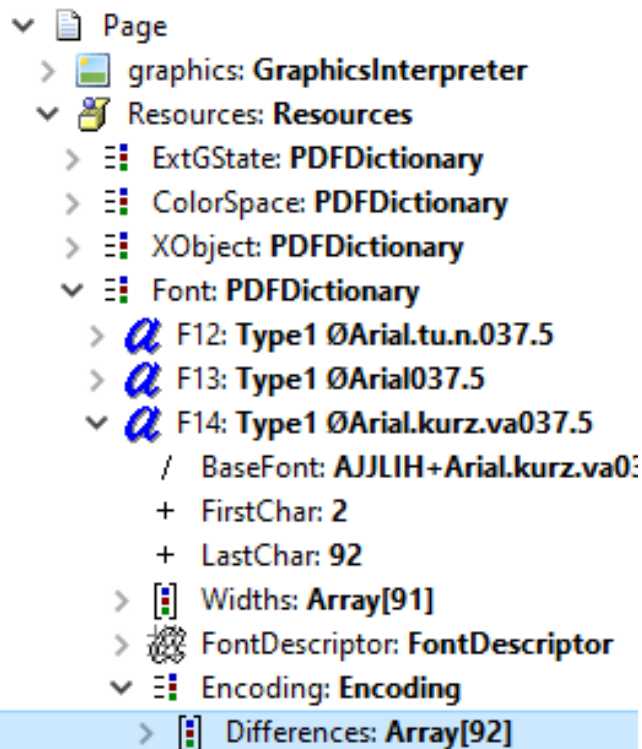 Page
graphics: GraphicsInterpreter
Resources: Resources
ExtGState: PDFDictionary
ColorSpace: PDFDictionary
XObject: PDFDictionary
Font: PDFDictionary
F12: Type1 ØArial.tu.n.037.5
F13: Type1 ØArial037.5
F14: Type1 ØArial.kurz.va037.5
/ BaseFont: AJJLIH+Arial.kurz.va03
+ FirstChar: 2
+ LastChar: 92
Widths: Array[91]
FontDescriptor: FontDescriptor
Encoding: Encoding
Differences: Array[92]